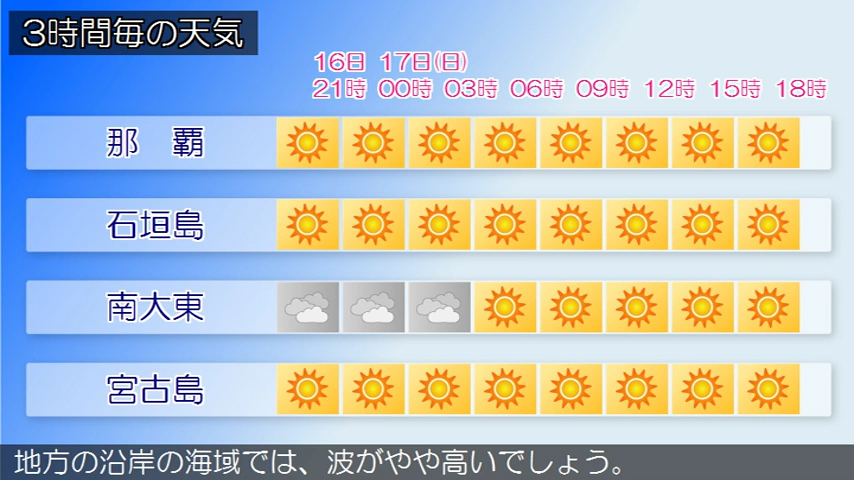 3時間毎の天気
16日 17日(日)
21時 00時 03時 06時 09時 12時 15時 18時
那　覇
石垣島
南大東
宮古島
地方の沿岸の海域では、波がやや高いでしょう。